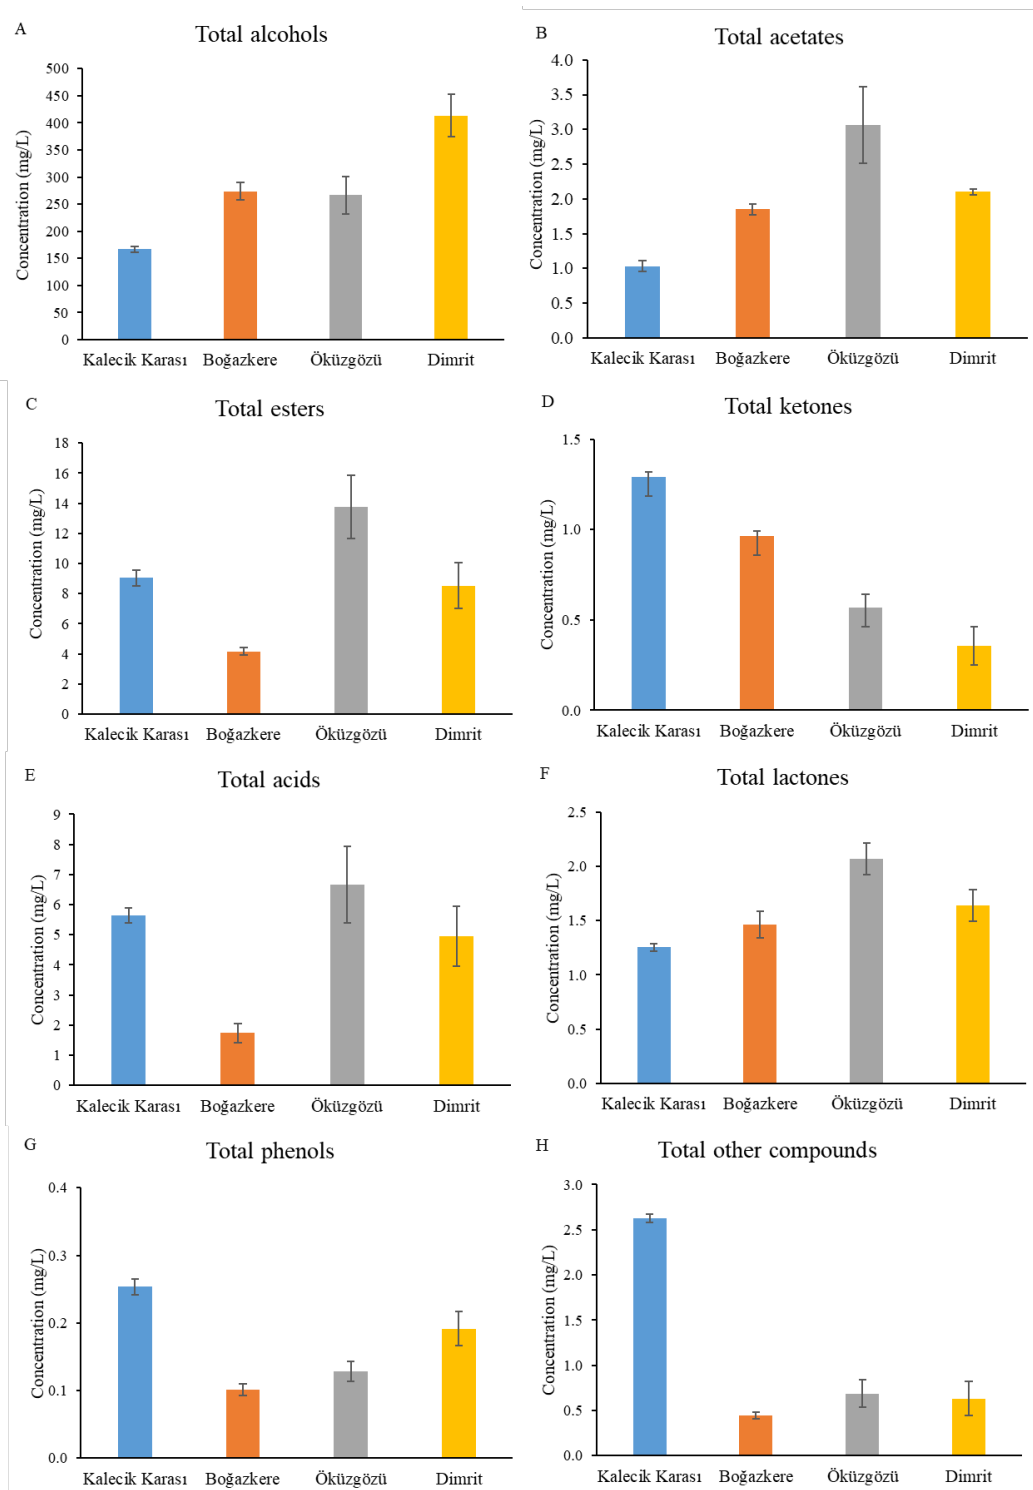 A
Total alcohols
Concentration (mg/L)
500
450
400
350
300
250
200
150
100
50
0
Kalecik Karası Boğazkere Öküzgözü Dimrit
B
Total acetates
Concentration (mg/L)
4.0
3.5
3.0
2.5
2.0
1.5
1.0
0.5
0.0
Kalecik Karası Boğazkere Öküzgözü Dimrit
C
Total esters
Concentration (mg/L)
18
16
14
12
10
8
6
4
2
0
Kalecik Karası Boğazkere Öküzgözü Dimrit
D
Total ketones
Concentration (mg/L)
1.5
1.0
0.5
0.0
Kalecik Karası Boğazkere Öküzgözü Dimrit
E
Total acids
Concentration (mg/L)
9
8
7
6
5
4
3
2
1
0
Kalecik Karası Boğazkere Öküzgözü Dimrit
F
Total lactones
Concentration (mg/L)
2.5
2.0
1.5
1.0
0.5
0.0
Kalecik Karası Boğazkere Öküzgözü Dimrit
G
Total phenols
Concentration (mg/L)
0.4
0.3
0.2
0.1
0.0
Kalecik Karası Boğazkere Öküzgözü Dimrit
H
Total other compounds
Concentration (mg/L)
3.0
2.5
2.0
1.5
1.0
0.5
0.0
Kalecik Karası Boğazkere Öküzgözü Dimrit